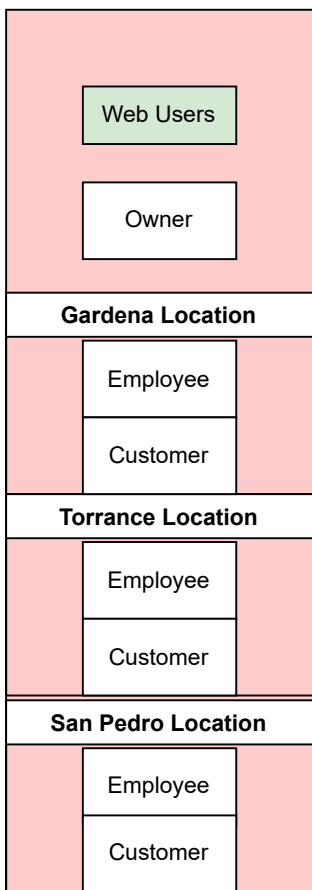 Web Users
Owner
Gardena Location
Employee
Customer
Torrance Location
Employee
Customer
San Pedro Location
Employee
Customer